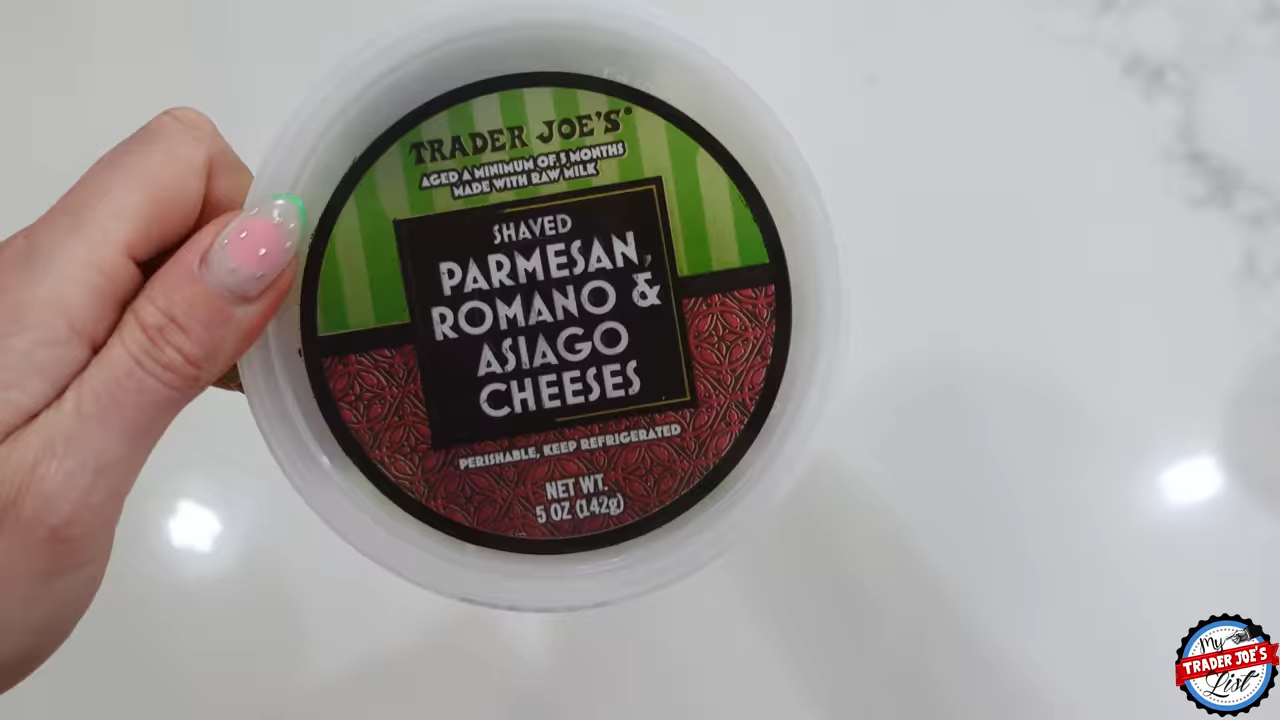 TRADER JOE'S
AGED A MINIMUM OF 5 MONTHS
MADE WITH RAW MILK
SHAVED
PARMESAN,
ROMANO &
ASIAGO
CHEESES
PERISHABLE, KEEP REFRIGERATED
NET WT.
5 OZ (142g)
My
TRADER JOE'S
List